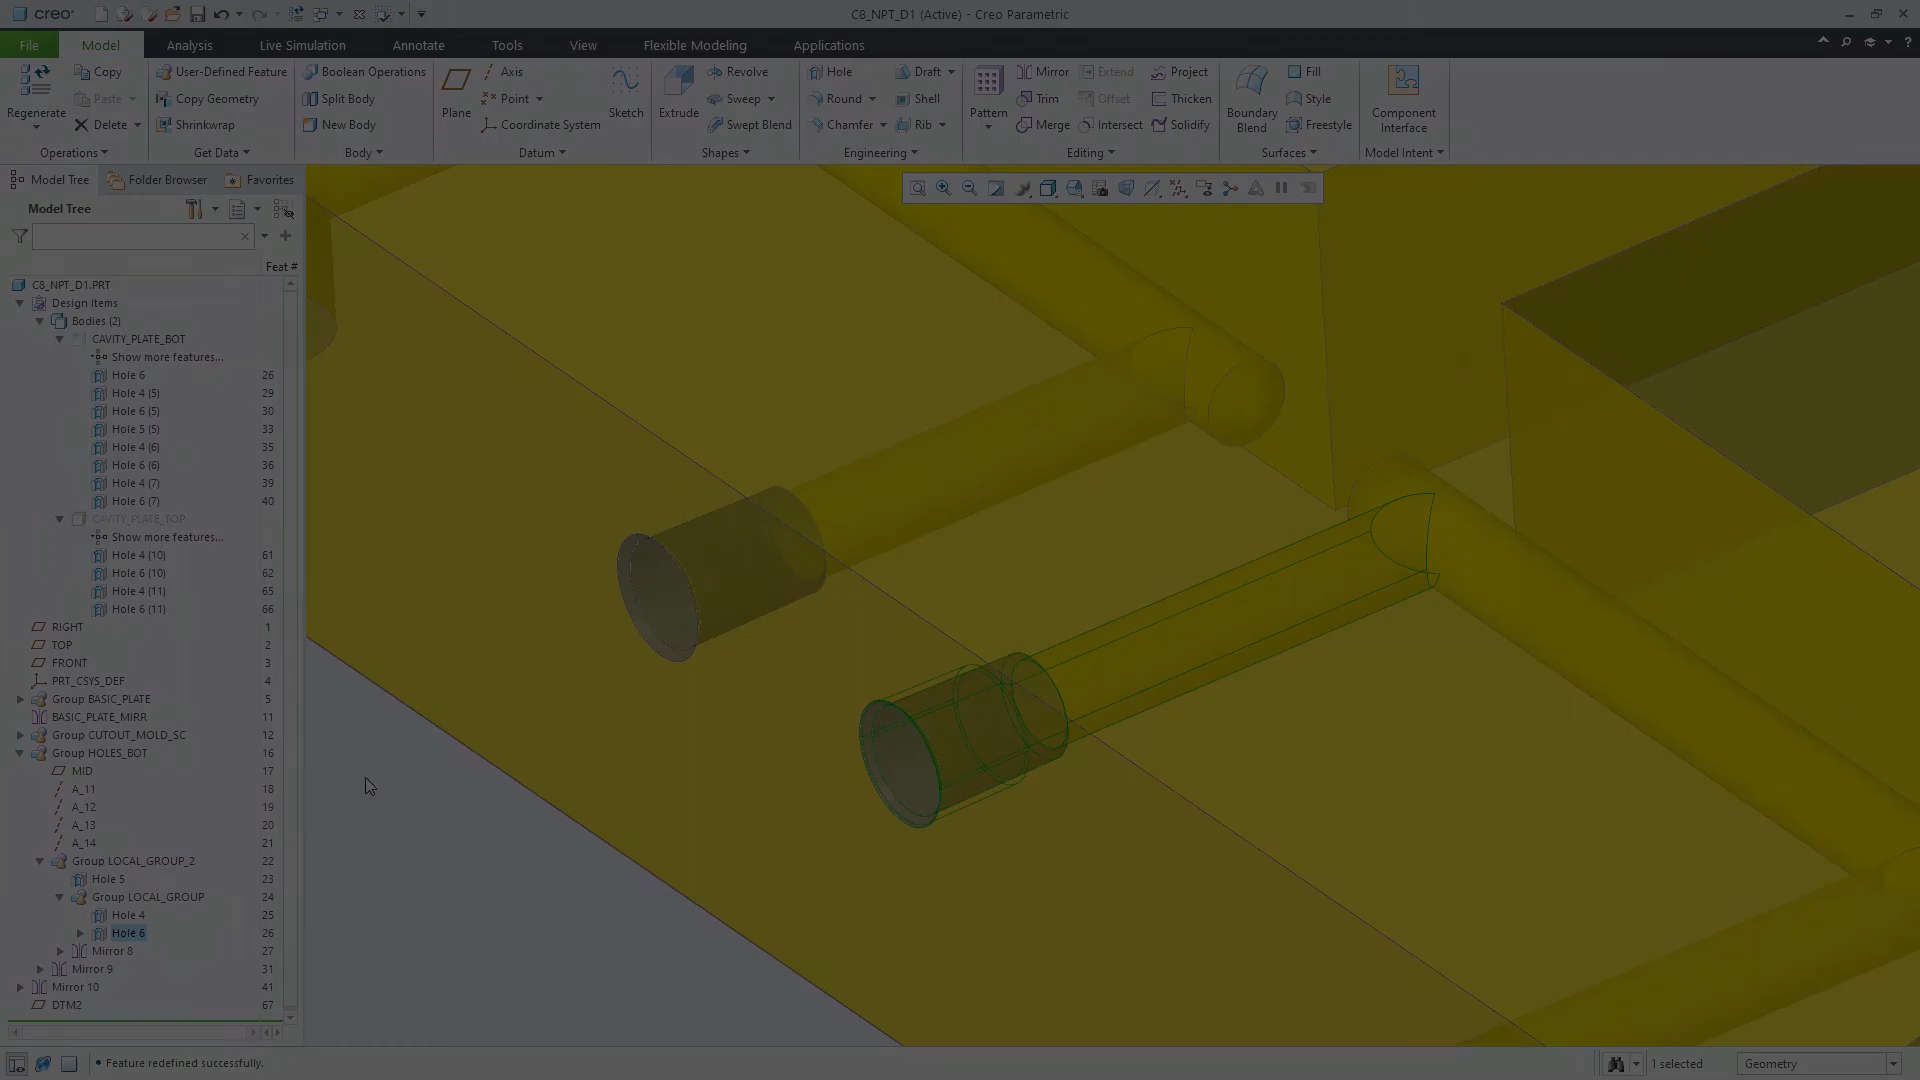 creo
C8_NPT_D1 (Active) - Creo Parametric
File
Model
Analysis
Live Simulation
Annotate
Tools
View
Flexible Modeling
Applications
Regenerate
Copy
Paste
Delete
Operations
User-Defined Feature
Copy Geometry
Shrinkwrap
Get Data
Boolean Operations
Split Body
New Body
Body
Plane
Axis
Point
Coordinate System
Sketch
Datum
Extrude
Revolve
Sweep
Swept Blend
Shapes
Hole
Round
Chamfer
Draft
Shell
Rib
Engineering
Pattern
Mirror
Trim
Merge
Extend
Offset
Intersect
Project
Thicken
Solidify
Editing
Boundary
Blend
Fill
Style
Freestyle
Surfaces
Component
Interface
Model Intent
Model Tree
Folder Browser
Favorites
Model Tree
Feat #
C8_NPT_D1.PRT
Design Items
Bodies (2)
CAVITY_PLATE_BOT
Show more features...
Hole 6 26
Hole 4 (5) 29
Hole 6 (5) 30
Hole 5 (5) 33
Hole 4 (6) 35
Hole 6 (6) 36
Hole 4 (7) 39
Hole 6 (7) 40
CAVITY_PLATE_TOP
Show more features...
Hole 4 (10) 61
Hole 6 (10) 62
Hole 4 (11) 65
Hole 6 (11) 66
RIGHT 1
TOP 2
FRONT 3
PRT_CSYS_DEF 4
Group BASIC_PLATE 5
BASIC_PLATE_MIRR 11
Group CUTOUT_MOLD_SC 12
Group HOLES_BOT 16
MID 17
A_11 18
A_12 19
A_13 20
A_14 21
Group LOCAL_GROUP_2 22
Hole 5 23
Group LOCAL_GROUP 24
Hole 4 25
Hole 6 26
Mirror 8 27
Mirror 9 31
Mirror 10 41
DTM2 67
• Feature redefined successfully.
1 selected
Geometry